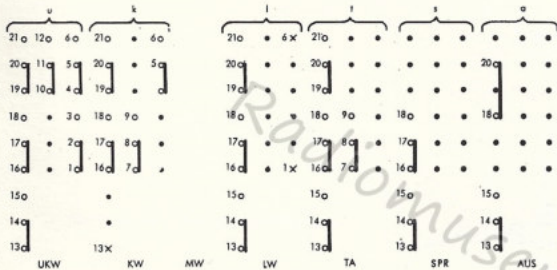 u k l t s a
21 12 6 21 6 21 6 21
20 11 5 20 5 20 20 20
19 10 4 19 19 19
18 3 18 9 18 18 9 18 18
17 2 17 8 17 17 8 17
16 1 16 7 16 1 16 7 16
15 15 15 15 15
14 14 14 14 14
13 13 13 13 13 13
UKW KW MW LW TA SPR AUS
Radiomuse